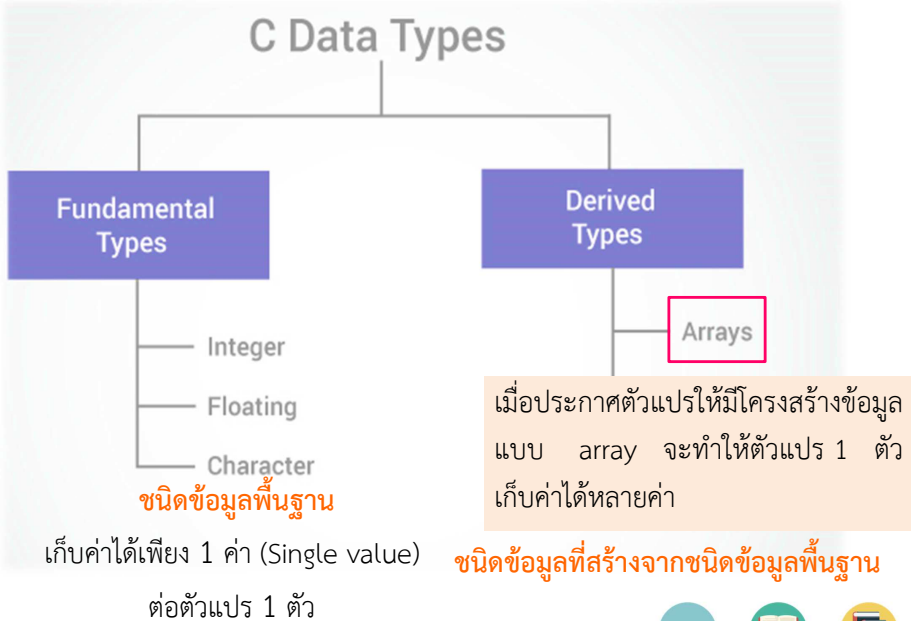 C Data Types
Fundamental
Types
Integer
Floating
Character
ชนิดข้อมูลพื้นฐาน
เก็บค่าได้เพียง 1 ค่า (Single value)
ต่อตัวแปร 1 ตัว
Derived
Types
Arrays
เมื่อประกาศตัวแปรให้มีโครงสร้างข้อมูล
แบบ array จะทำให้ตัวแปร 1 ตัว
เก็บค่าได้หลายค่า
ชนิดข้อมูลที่สร้างจากชนิดข้อมูลพื้นฐาน